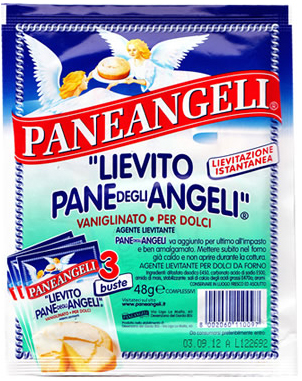 PANEANGELI
"LIEVITO
PANE DEGLI ANGELI"®
LIEVITAZIONE
ISTANTANEA
VANIGLINATO • PER DOLCI
AGENTE LIEVITANTE
PANE DEGLI ANGELI va aggiunto per ultimo all'impasto
e ben amalgamato. Mettere subito nel forno
già caldo e non aprire durante la cottura.
AGENTE LIEVITANTE PER DOLCI DA FORNO
3
buste
PANEANGELI
"LIEVITO
PANE DEGLI ANGELI"
VANIGLINATO • PER DOLCI
48g e COMPLESSIVI
www.paneangeli.it
03.09.12 A L122692